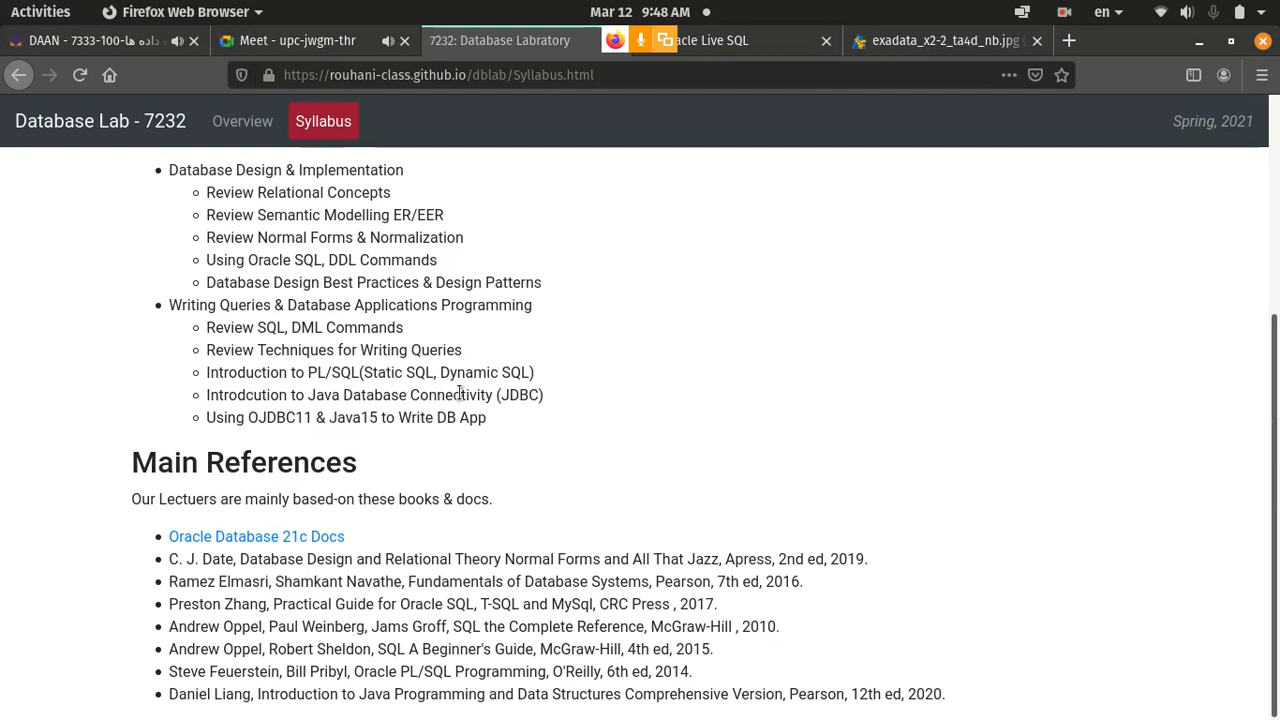 Activities Firefox Web Browser Mar 12 9:48 AM en
DAAN - 7333-100-داده ها Meet - upc-jwgm-thr 7232: Database Labratory cle Live SQL exadata_x2-2_ta4d_nb.jpg (
https://rouhani-class.github.io/dblab/Syllabus.html
Database Lab - 7232 Overview Syllabus Spring, 2021
Database Design & Implementation
Review Relational Concepts
Review Semantic Modelling ER/EER
Review Normal Forms & Normalization
Using Oracle SQL, DDL Commands
Database Design Best Practices & Design Patterns
Writing Queries & Database Applications Programming
Review SQL, DML Commands
Review Techniques for Writing Queries
Introduction to PL/SQL(Static SQL, Dynamic SQL)
Introdcution to Java Database Connectivity (JDBC)
Using OJDBC11 & Java15 to Write DB App
Main References
Our Lectuers are mainly based-on these books & docs.
Oracle Database 21c Docs
C. J. Date, Database Design and Relational Theory Normal Forms and All That Jazz, Apress, 2nd ed, 2019.
Ramez Elmasri, Shamkant Navathe, Fundamentals of Database Systems, Pearson, 7th ed, 2016.
Preston Zhang, Practical Guide for Oracle SQL, T-SQL and MySql, CRC Press , 2017.
Andrew Oppel, Paul Weinberg, Jams Groff, SQL the Complete Reference, McGraw-Hill , 2010.
Andrew Oppel, Robert Sheldon, SQL A Beginner's Guide, McGraw-Hill, 4th ed, 2015.
Steve Feuerstein, Bill Pribyl, Oracle PL/SQL Programming, O'Reilly, 6th ed, 2014.
Daniel Liang, Introduction to Java Programming and Data Structures Comprehensive Version, Pearson, 12th ed, 2020.